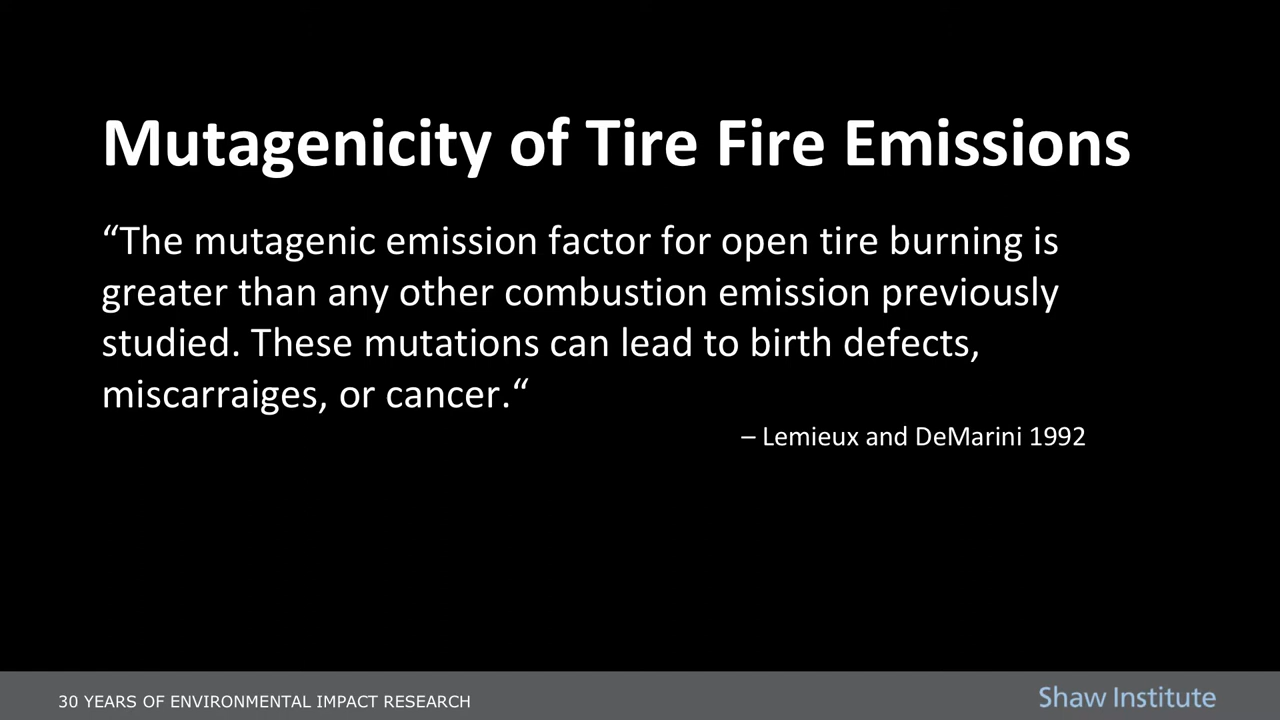 Mutagenicity of Tire Fire Emissions
“The mutagenic emission factor for open tire burning is
greater than any other combustion emission previously
studied. These mutations can lead to birth defects,
miscarraiges, or cancer.“
– Lemieux and DeMarini 1992
30 YEARS OF ENVIRONMENTAL IMPACT RESEARCH
Shaw Institute